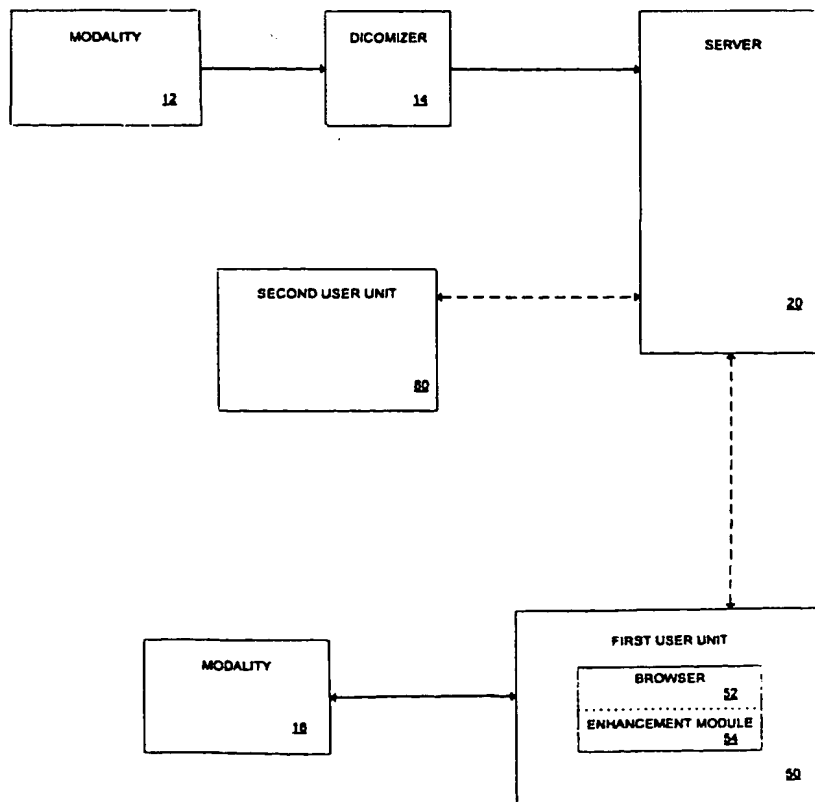 MODALITY
12
DICOMIZER
14
SERVER
20
SECOND USER UNIT
80
MODALITY
16
FIRST USER UNIT
BROWSER
52
ENHANCEMENT MODULE
54
50